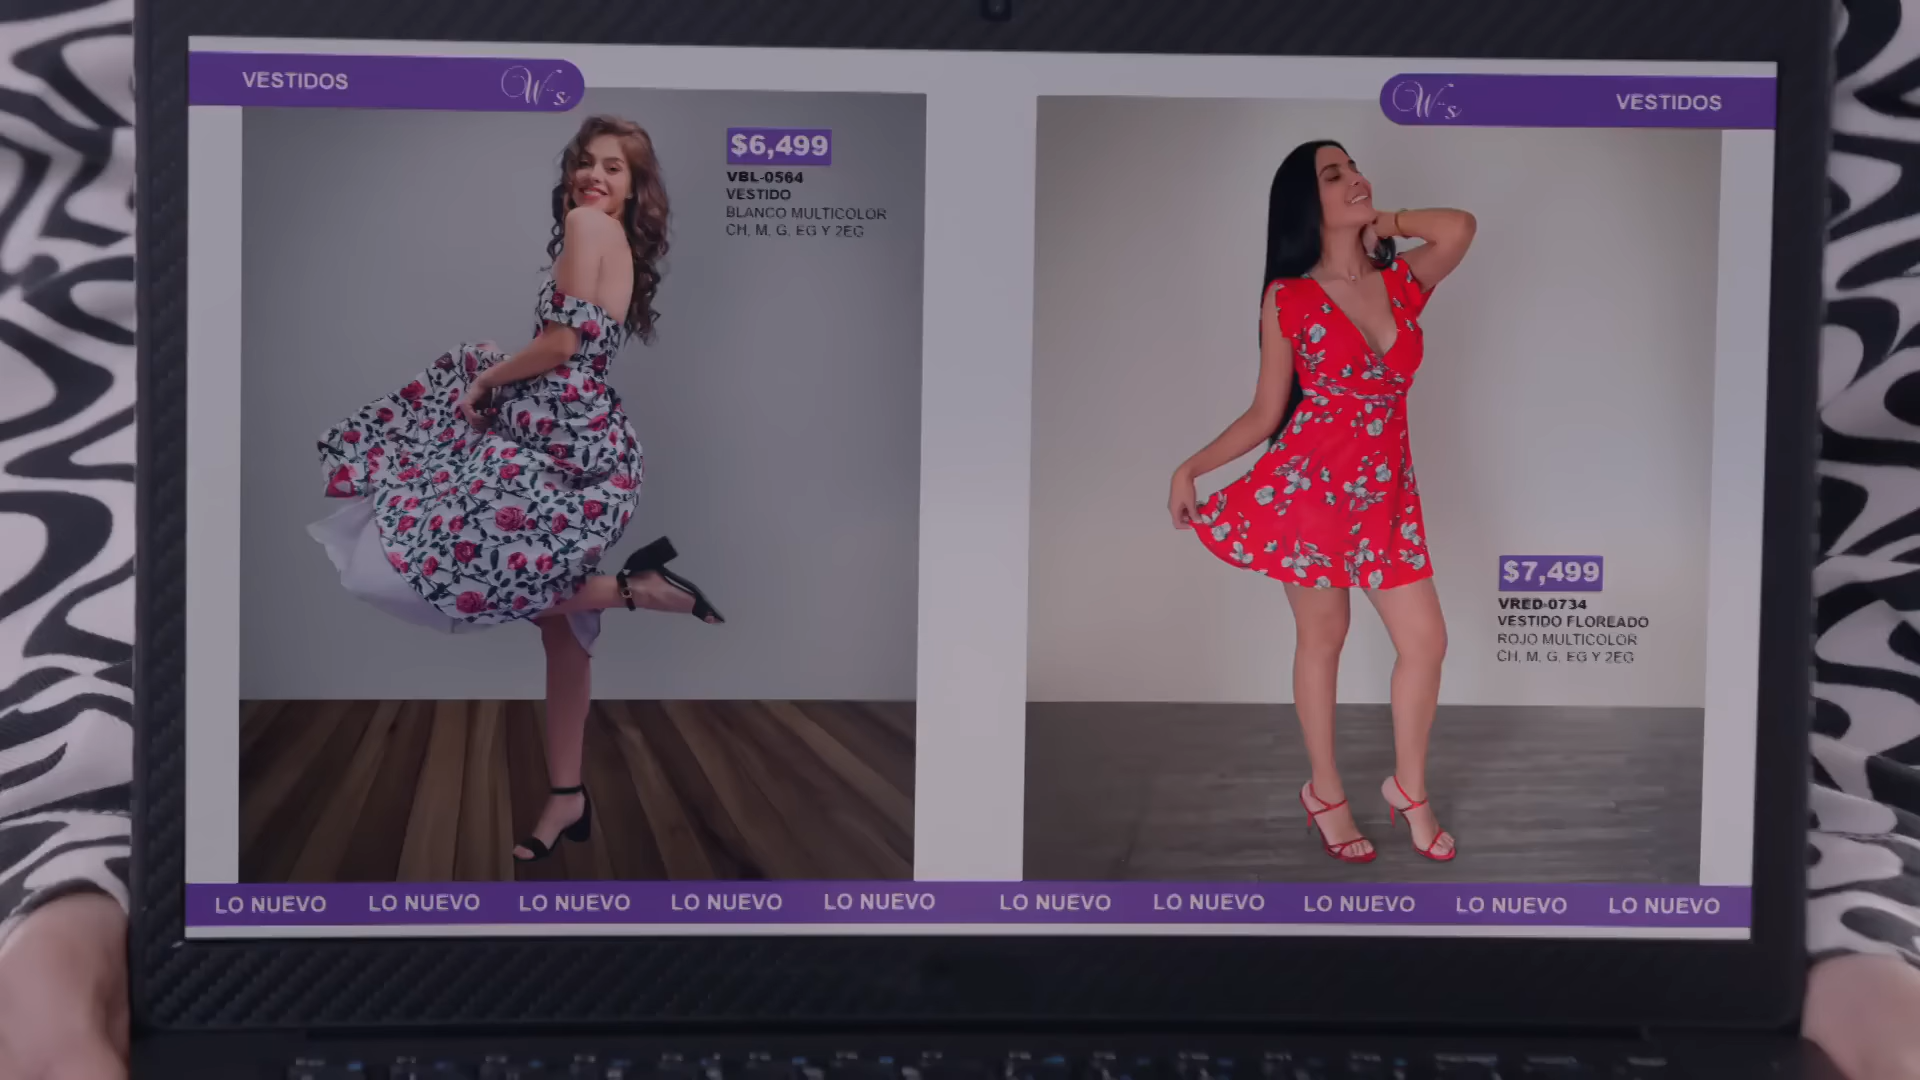 VESTIDOS
W's
$6,499
VBL-0564
VESTIDO
BLANCO MULTICOLOR
CH, M, G, EG Y 2EG
W's
VESTIDOS
$7,499
VRED-0734
VESTIDO FLOREADO
ROJO MULTICOLOR
CH, M, G, EG Y 2EG
LO NUEVO LO NUEVO LO NUEVO LO NUEVO LO NUEVO LO NUEVO LO NUEVO LO NUEVO LO NUEVO LO NUEVO